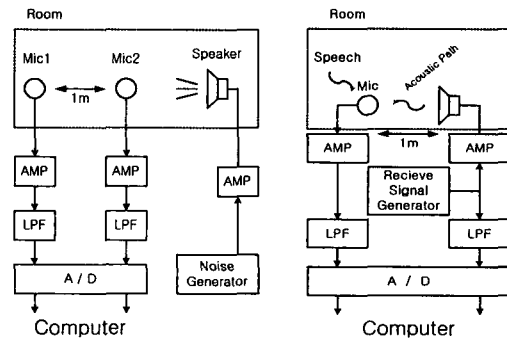 Room
Mic1
Mic2
Speaker
1m
AMP
AMP
AMP
LPF
LPF
A / D
Noise
Generator
Computer
Room
Speech
Mic
Acoustic Path
1m
AMP
AMP
Recieve
Signal
Generator
LPF
LPF
A / D
Computer